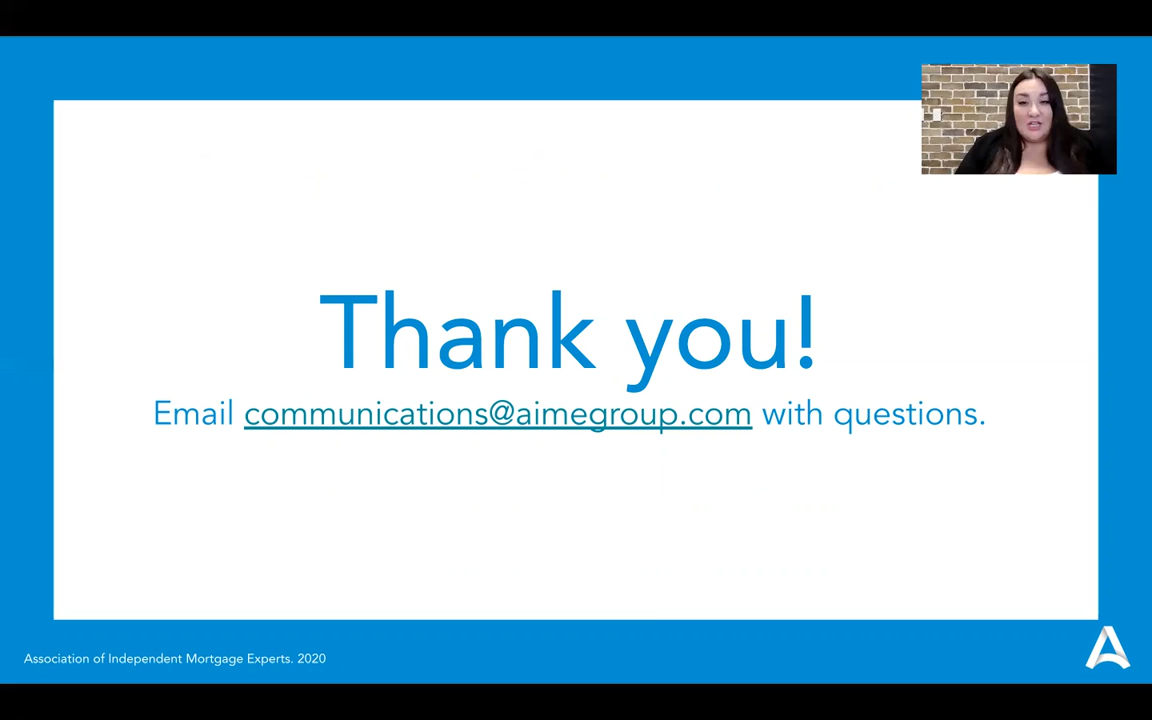 Thank you!
Email communications@aimegroup.com with questions.
Association of Independent Mortgage Experts. 2020